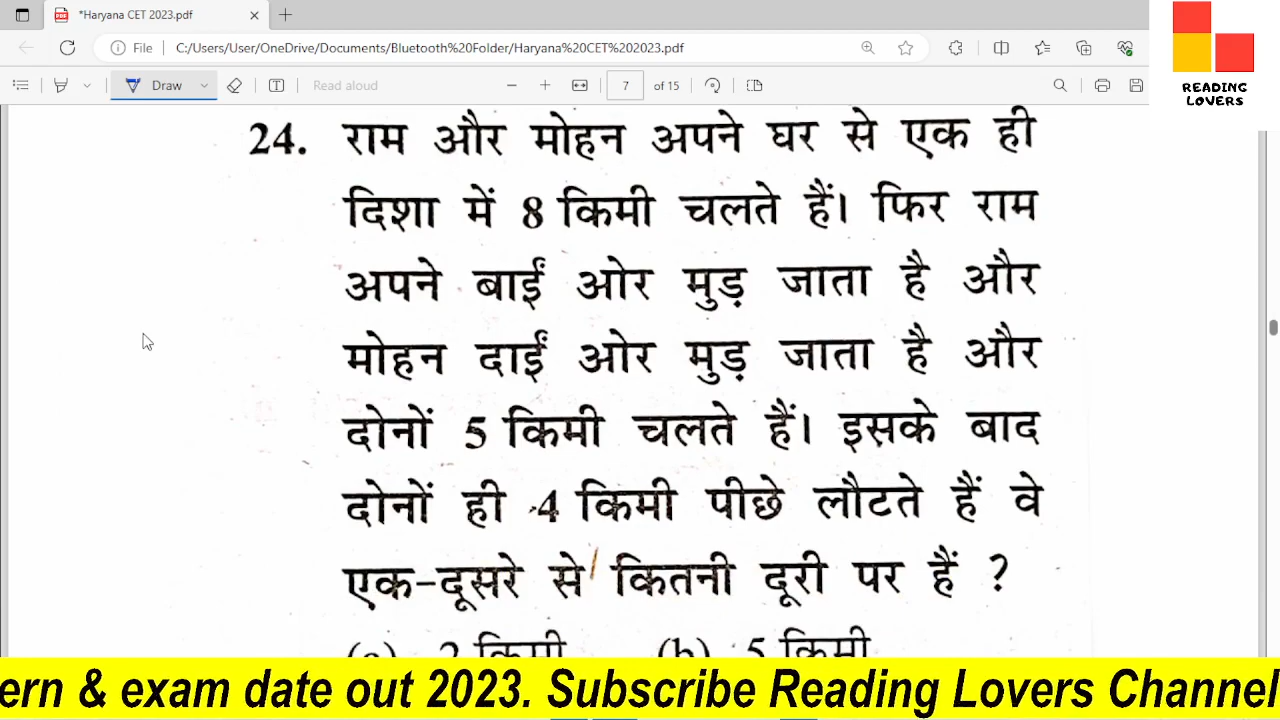 *Haryana CET 2023.pdf
File C:/Users/User/OneDrive/Documents/Bluetooth%20Folder/Haryana%20CET%202023.pdf
Draw Read aloud 7 of 15
READING
LOVERS
24. राम और मोहन अपने घर से एक ही
दिशा में 8 किमी चलते हैं। फिर राम
अपने बाईं ओर मुड़ जाता है और
मोहन दाईं ओर मुड़ जाता है और
दोनों 5 किमी चलते हैं। इसके बाद
दोनों ही 4 किमी पीछे लौटते हैं वे
एक-दूसरे से कितनी दूरी पर हैं ?
(a) 2 किमी (b) 5 किमी
ern & exam date out 2023. Subscribe Reading Lovers Channel